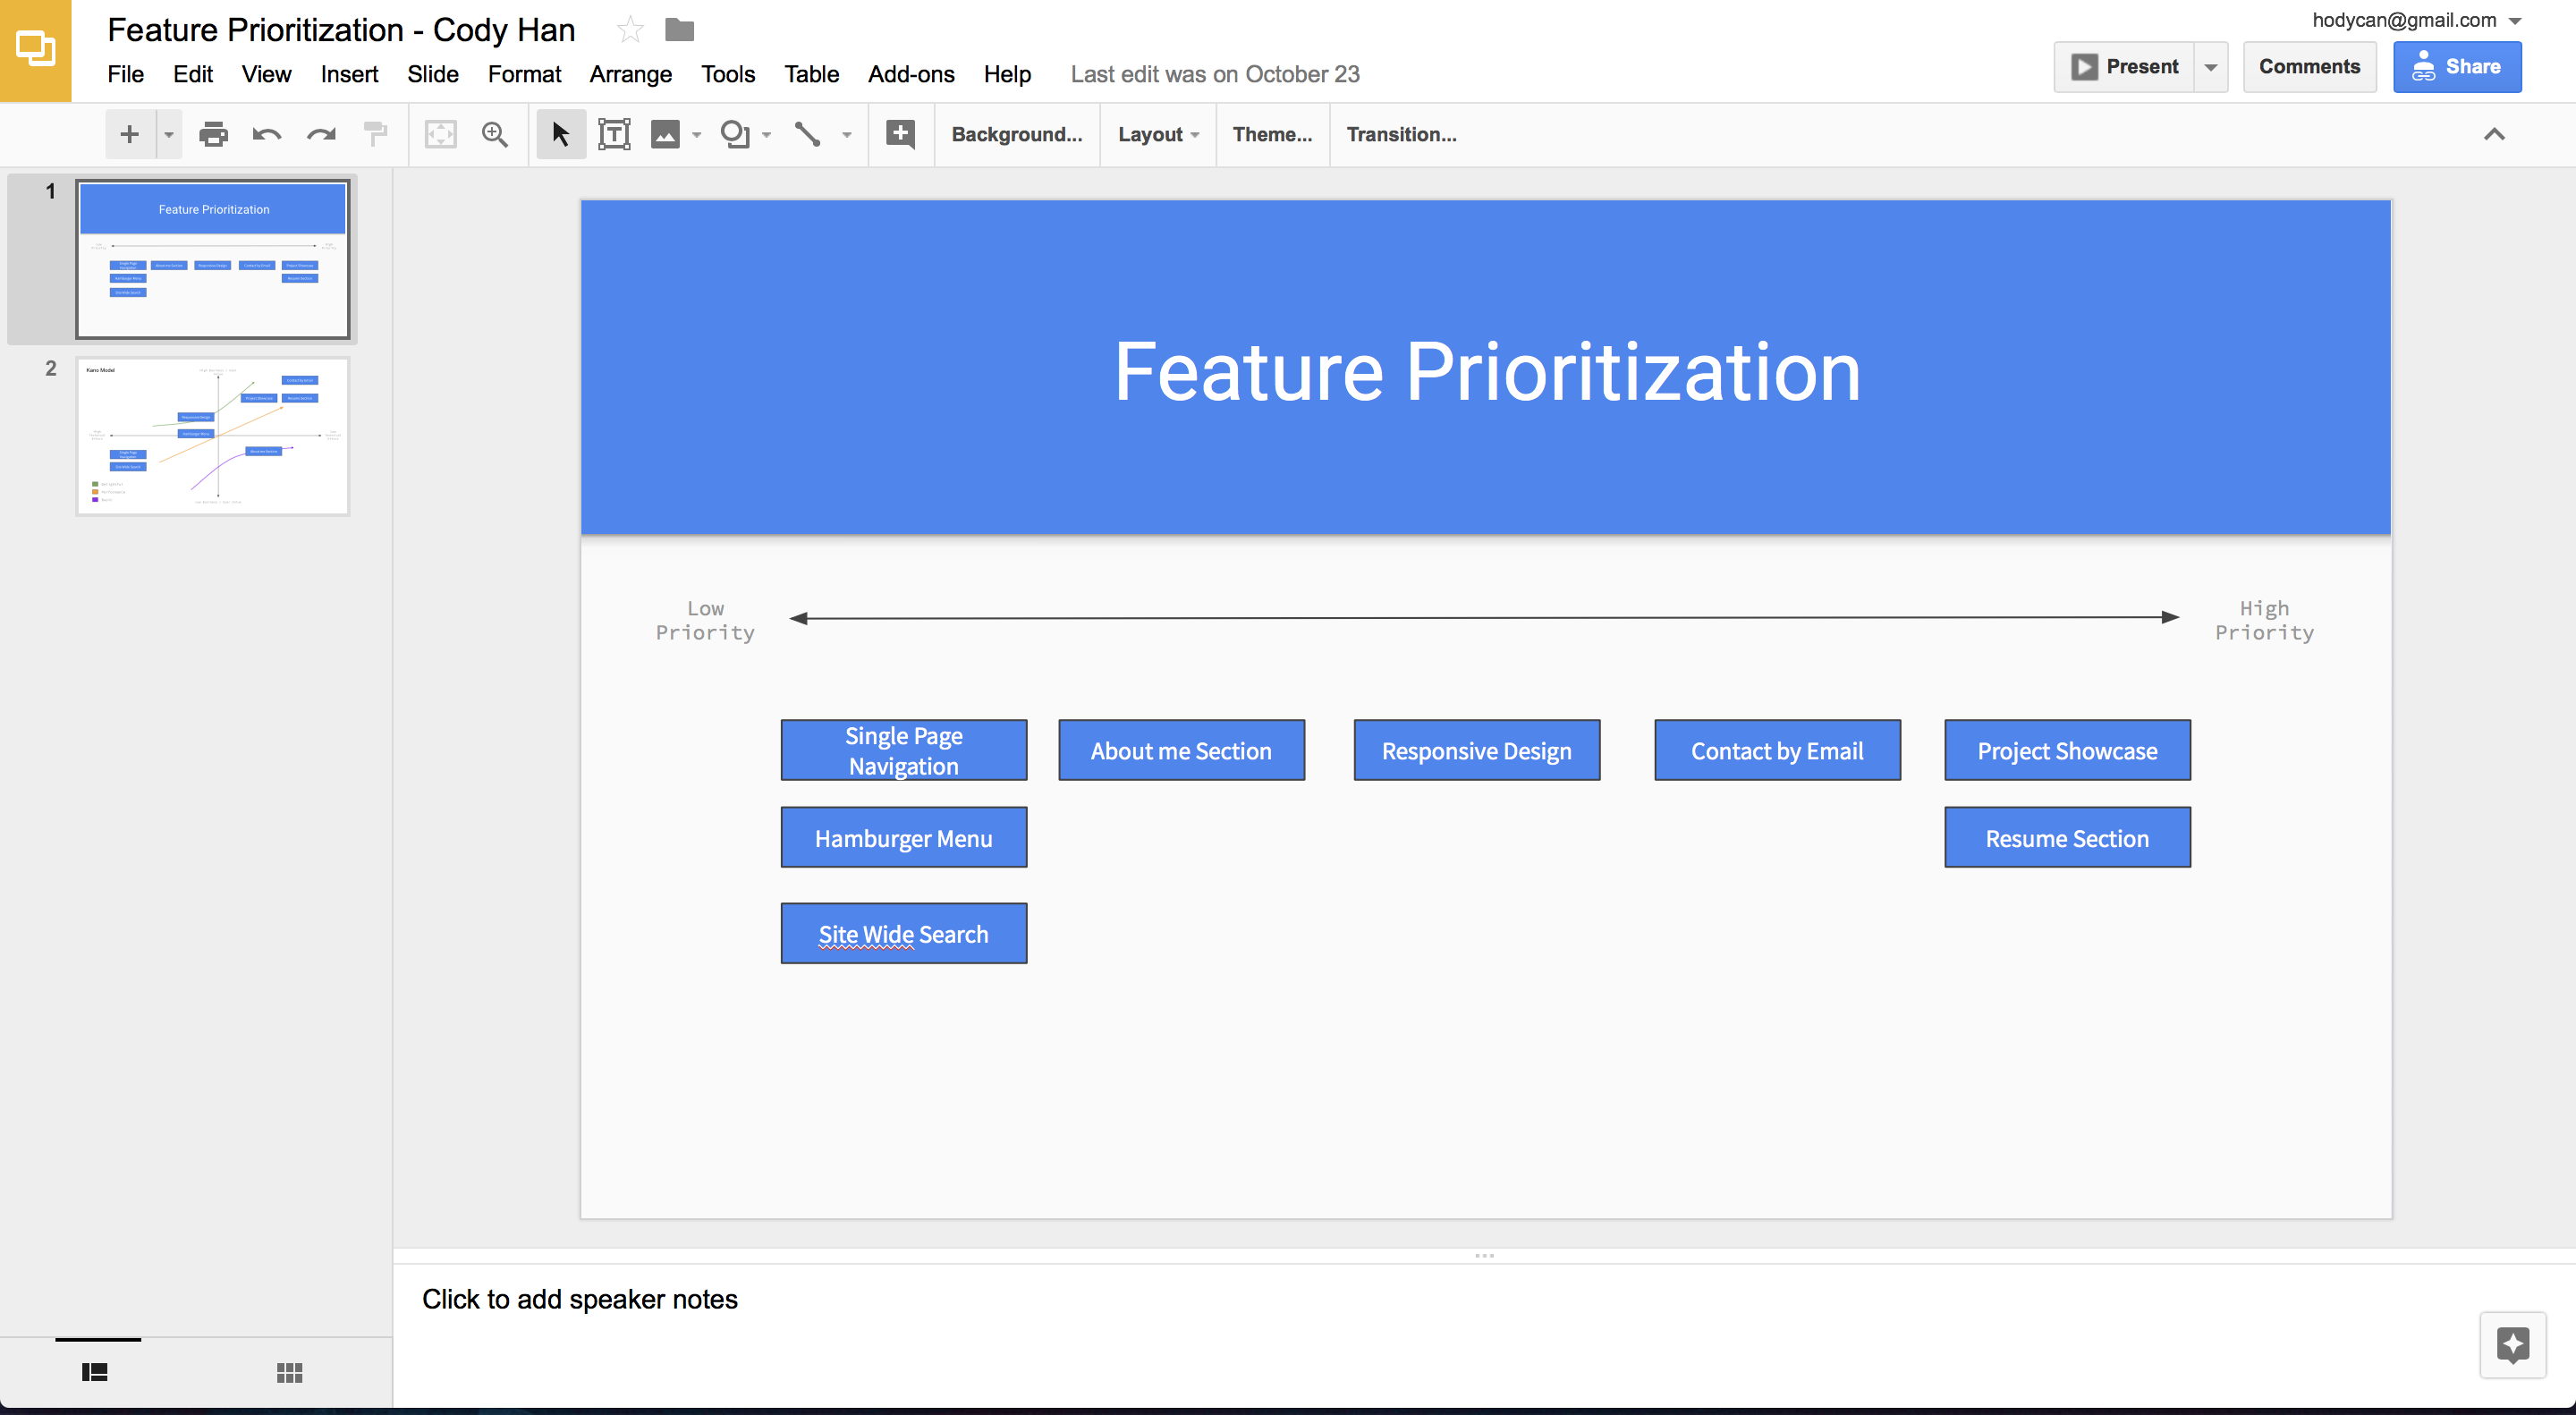 Feature Prioritization - Cody Han
hodycan@gmail.com
File Edit View Insert Slide Format Arrange Tools Table Add-ons Help Last edit was on October 23
Present Comments Share
Background... Layout Theme... Transition...
1
Feature Prioritization
2
Kano Model
Feature Prioritization
Low
Priority
High
Priority
Single Page
Navigation
About me Section
Responsive Design
Contact by Email
Project Showcase
Hamburger Menu
Resume Section
Site Wide Search
Click to add speaker notes